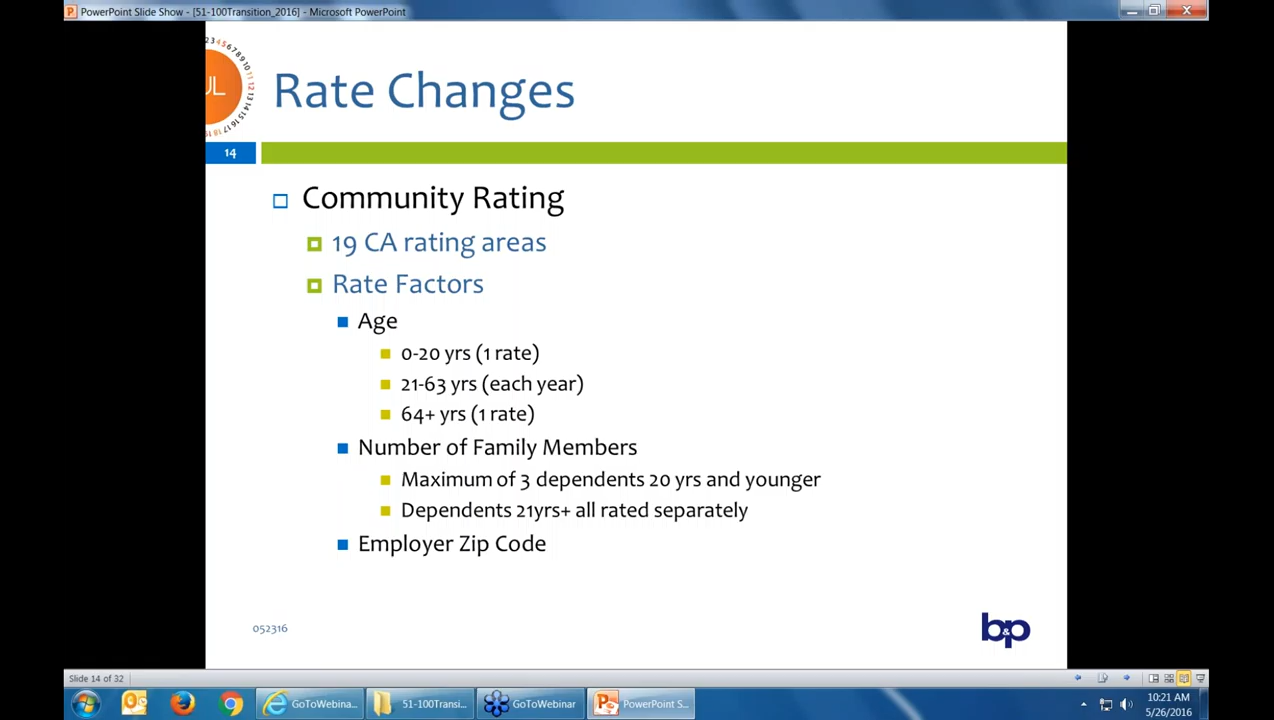 PowerPoint Slide Show - [51-100Transition_2016] - Microsoft PowerPoint
Rate Changes
14
Community Rating
19 CA rating areas
Rate Factors
Age
0-20 yrs (1 rate)
21-63 yrs (each year)
64+ yrs (1 rate)
Number of Family Members
Maximum of 3 dependents 20 yrs and younger
Dependents 21yrs+ all rated separately
Employer Zip Code
052316
b&p
Slide 14 of 32
GoToWebina...
51-100Transi...
GoToWebinar
PowerPoint S...
10:21 AM
5/26/2016